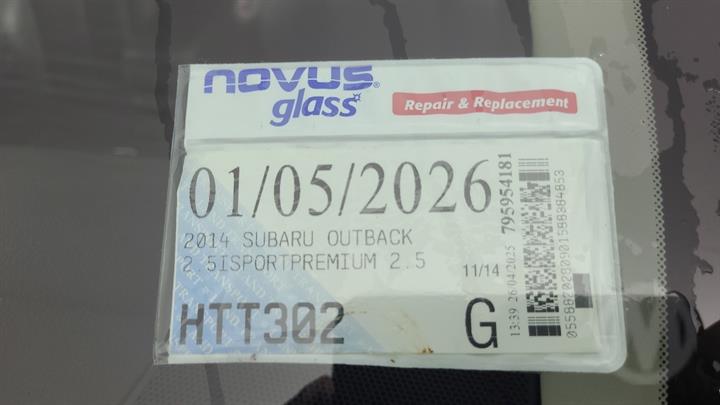 novus®
glass
Repair & Replacement
01/05/2026
2014 SUBARU OUTBACK
2.5ISPORTPREMIUM 2.5
11/14
HTT302
G
13:39 26/04/2025 795954181